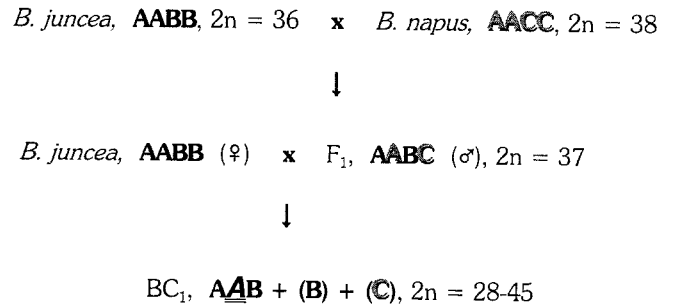 B. juncea, AABB, 2n = 36 x B. napus, AACC, 2n = 38
↓
B. juncea, AABB (♀) x F₁, AABC (♂), 2n = 37
↓
BC₁, AAB + (B) + (C), 2n = 28-45